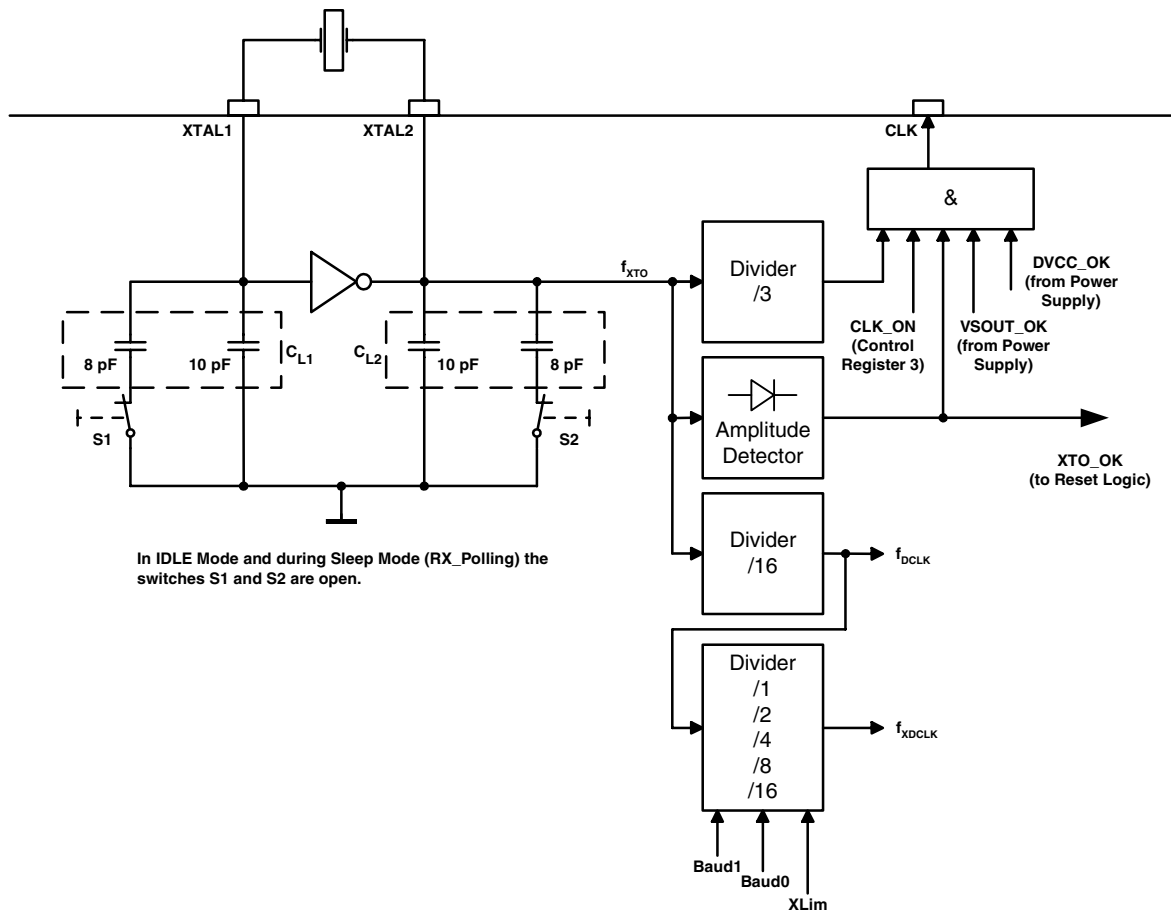 XTAL1
XTAL2
CLK
&
DVCC_OK
(from Power
Supply)
CLK_ON
(Control
Register 3)
VSOUT_OK
(from Power
Supply)
fXTO
Divider
/3
8 pF
10 pF
CL1
CL2
10 pF
8 pF
S1
S2
Amplitude
Detector
XTO_OK
(to Reset Logic)
In IDLE Mode and during Sleep Mode (RX_Polling) the
switches S1 and S2 are open.
Divider
/16
fDCLK
Divider
/1
/2
/4
/8
/16
fXDCLK
Baud1
Baud0
XLim